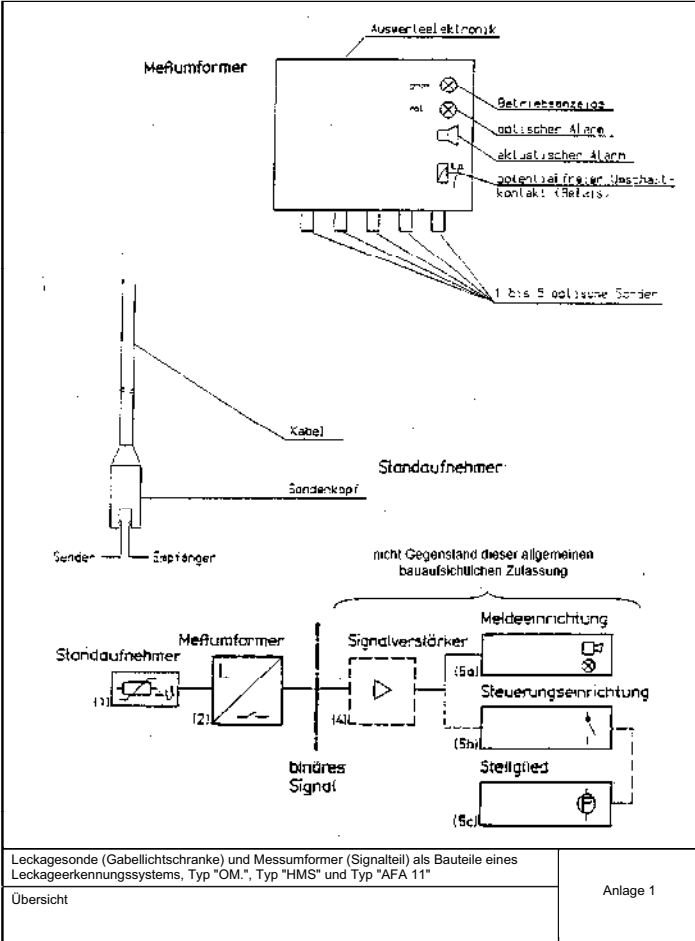 Auswerteelektronik
Meßumformer
grün
rot
Betriebsanzeige
optischer Alarm
akustischer Alarm
potentialfreier Umschalt-
kontakt (Relais)
1 bis 5 optische Sonden
Kabel
Standaufnehmer
Sondenkopf
Sender
Empfänger
nicht Gegenstand dieser allgemeinen
bauaufsichtlichen Zulassung
Meldeeinrichtung
Meßumformer
Signalverstärker
Standaufnehmer
(5a)
Steuerungseinrichtung
(1)
(2)
(4)
(5b)
binäres
Signal
Stellglied
P
(5c)
Leckagesonde (Gabellichtschranke) und Messumformer (Signalteil) als Bauteile eines
Leckageerkennungssystems, Typ "OM.", Typ "HMS" und Typ "AFA 11"
Anlage 1
Übersicht